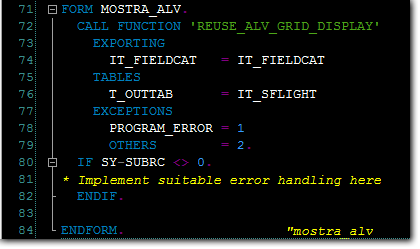 71 FORM MOSTRA_ALV.
72 CALL FUNCTION 'REUSE_ALV_GRID_DISPLAY'
73 EXPORTING
74 IT_FIELDCAT = IT_FIELDCAT
75 TABLES
76 T_OUTTAB = IT_SFLIGHT
77 EXCEPTIONS
78 PROGRAM_ERROR = 1
79 OTHERS = 2.
80 IF SY-SUBRC <> 0.
81 * Implement suitable error handling here
82 ENDIF.
83
84 ENDFORM. "mostra_alv